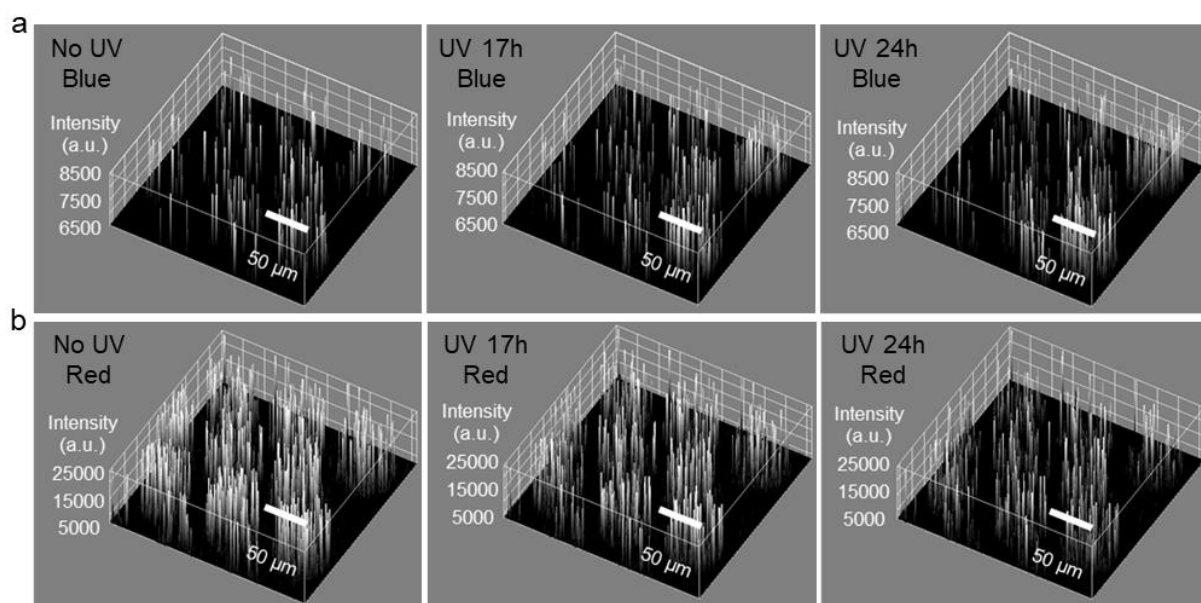 a
No UV
Blue
Intensity
(a.u.)
8500
7500
6500
50 µm
UV 17h
Blue
Intensity
(a.u.)
8500
7500
6500
50 µm
UV 24h
Blue
Intensity
(a.u.)
8500
7500
6500
50 µm
b
No UV
Red
Intensity
(a.u.)
25000
15000
5000
50 µm
UV 17h
Red
Intensity
(a.u.)
25000
15000
5000
50 µm
UV 24h
Red
Intensity
(a.u.)
25000
15000
5000
50 µm